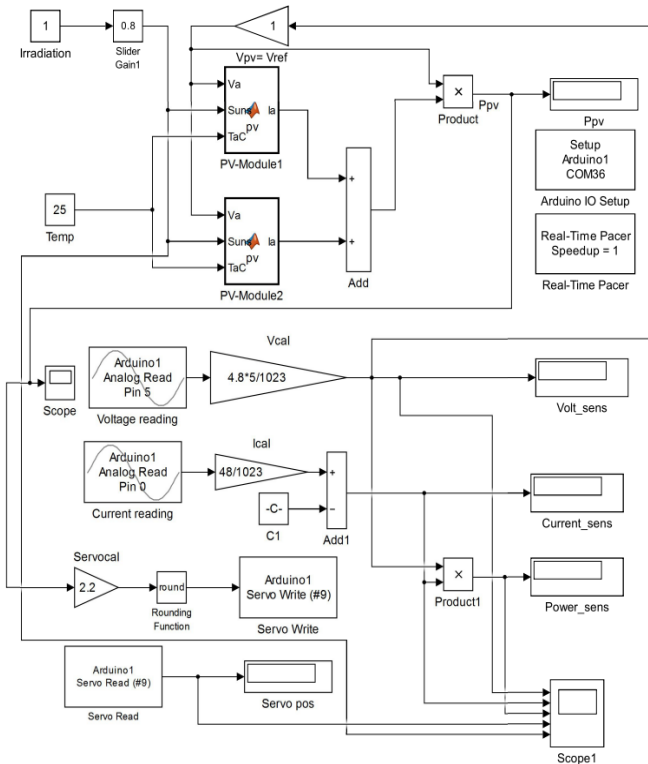 1
Irradiation
0.8
Slider
Gain1
1
Vpv= Vref
Va
Suns
TaC
pv
Ia
PV-Module1
×
Product
Ppv
Ppv
Setup
Arduino1
COM36
Arduino IO Setup
25
Temp
Va
Suns
TaC
pv
Ia
PV-Module2
+
+
Add
Real-Time Pacer
Speedup = 1
Real-Time Pacer
Scope
Arduino1
Analog Read
Pin 5
Voltage reading
Vcal
4.8*5/1023
Volt_sens
Arduino1
Analog Read
Pin 0
Current reading
Ical
48/1023
-C-
C1
+
−
Add1
Current_sens
Servocal
2.2
round
Rounding
Function
Arduino1
Servo Write (#9)
Servo Write
×
Product1
Power_sens
Arduino1
Servo Read (#9)
Servo Read
Servo pos
Scope1